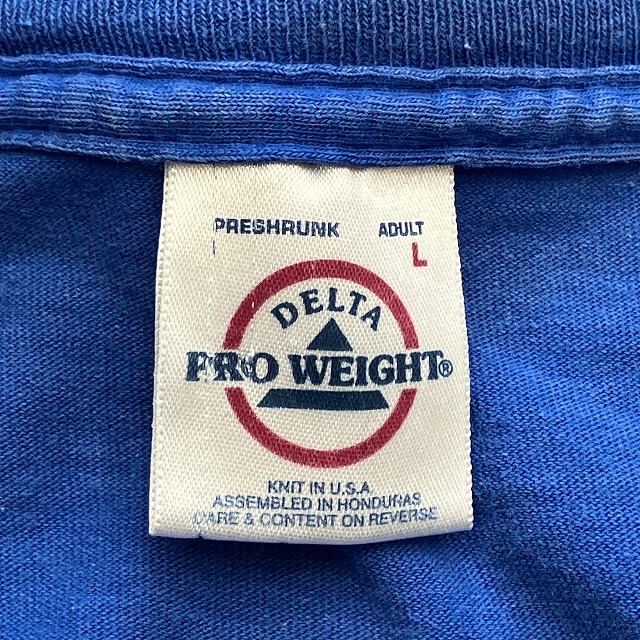 PRESHRUNK ADULT
L
DELTA
PRO WEIGHT®
KNIT IN U.S.A
ASSEMBLED IN HONDURAS
CARE & CONTENT ON REVERSE